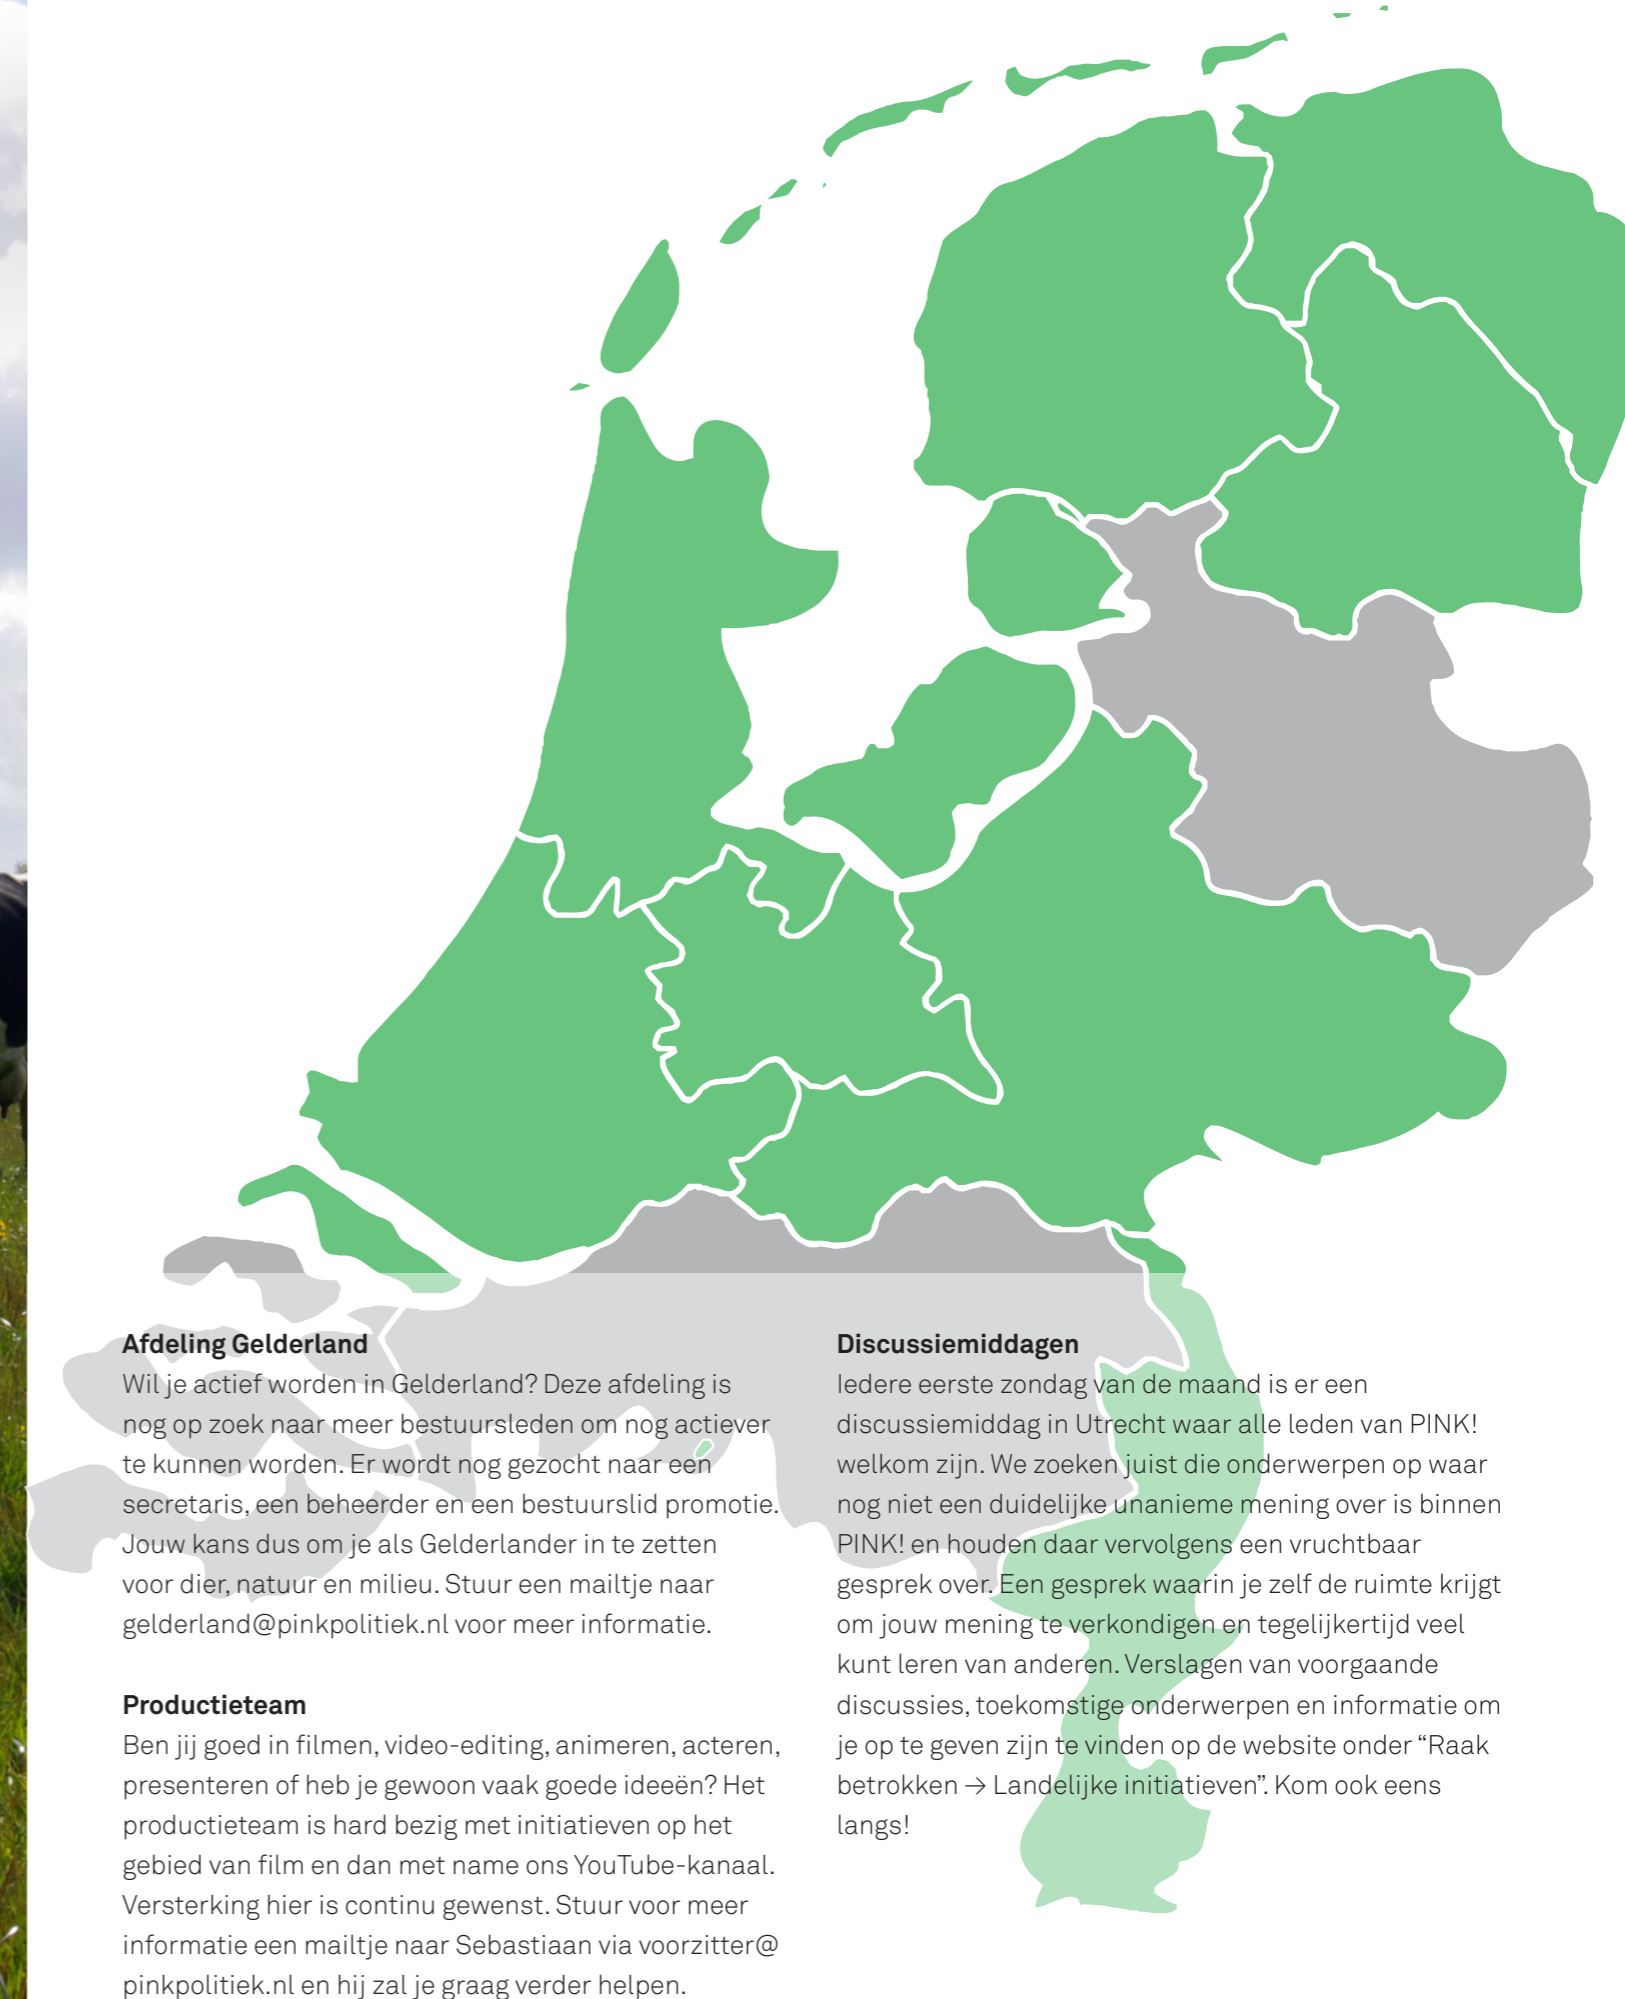 Afdeling Gelderland
Wil je actief worden in Gelderland? Deze afdeling is
nog op zoek naar meer bestuursleden om nog actiever
te kunnen worden. Er wordt nog gezocht naar een
secretaris, een beheerder en een bestuurslid promotie.
Jouw kans dus om je als Gelderlander in te zetten
voor dier, natuur en milieu. Stuur een mailtje naar
gelderland@pinkpolitiek.nl voor meer informatie.

Productieteam
Ben jij goed in filmen, video-editing, animeren, acteren,
presenteren of heb je gewoon vaak goede ideeën? Het
productieteam is hard bezig met initiatieven op het
gebied van film en dan met name ons YouTube-kanaal.
Versterking hier is continu gewenst. Stuur voor meer
informatie een mailtje naar Sebastiaan via voorzitter@
pinkpolitiek.nl en hij zal je graag verder helpen.

Discussiemiddagen
Iedere eerste zondag van de maand is er een
discussiemiddag in Utrecht waar alle leden van PINK!
welkom zijn. We zoeken juist die onderwerpen op waar
nog niet een duidelijke unanieme mening over is binnen
PINK! en houden daar vervolgens een vruchtbaar
gesprek over. Een gesprek waarin je zelf de ruimte krijgt
om jouw mening te verkondigen en tegelijkertijd veel
kunt leren van anderen. Verslagen van voorgaande
discussies, toekomstige onderwerpen en informatie om
je op te geven zijn te vinden op de website onder “Raak
betrokken → Landelijke initiatieven”. Kom ook eens
langs!